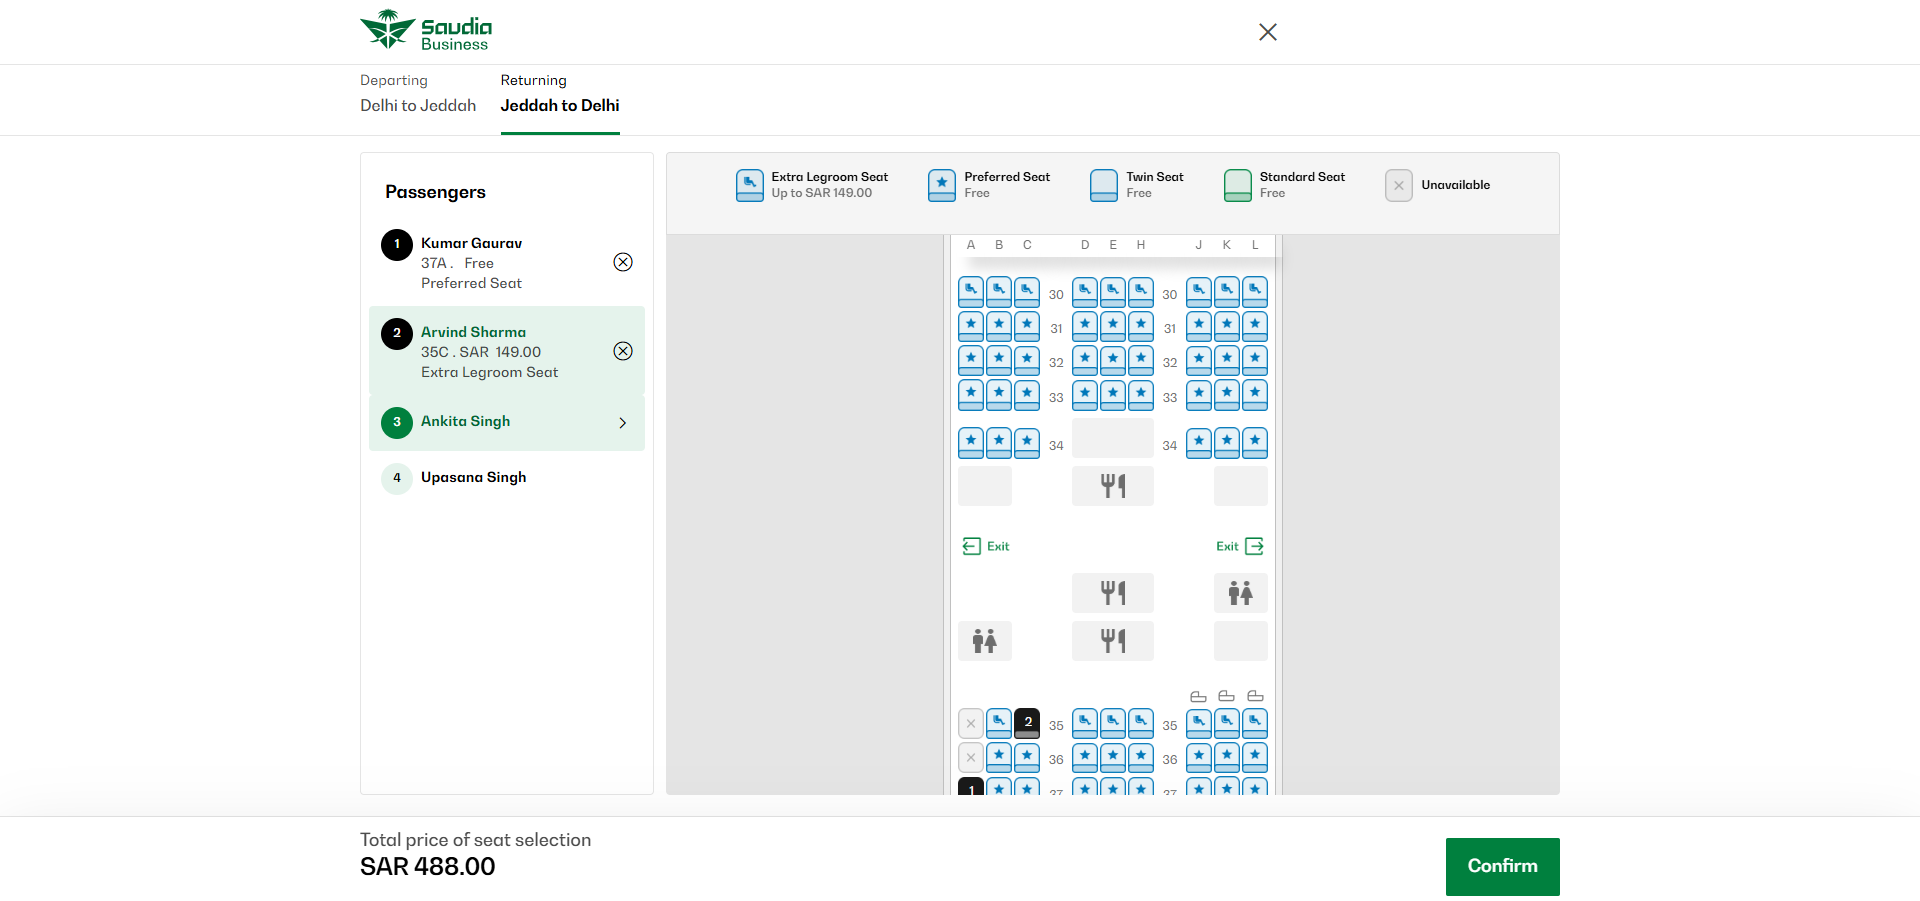 Saudia
Business
Departing
Delhi to Jeddah
Returning
Jeddah to Delhi
Passengers
1
Kumar Gaurav
37A . Free
Preferred Seat
2
Arvind Sharma
35C . SAR 149.00
Extra Legroom Seat
3
Ankita Singh
4
Upasana Singh
Extra Legroom Seat
Up to SAR 149.00
Preferred Seat
Free
Twin Seat
Free
Standard Seat
Free
Unavailable
A B C D E H J K L
30 30
31 31
32 32
33 33
34 34
Exit Exit
2 35 35
36 36
1 37 37
Total price of seat selection
SAR 488.00
Confirm